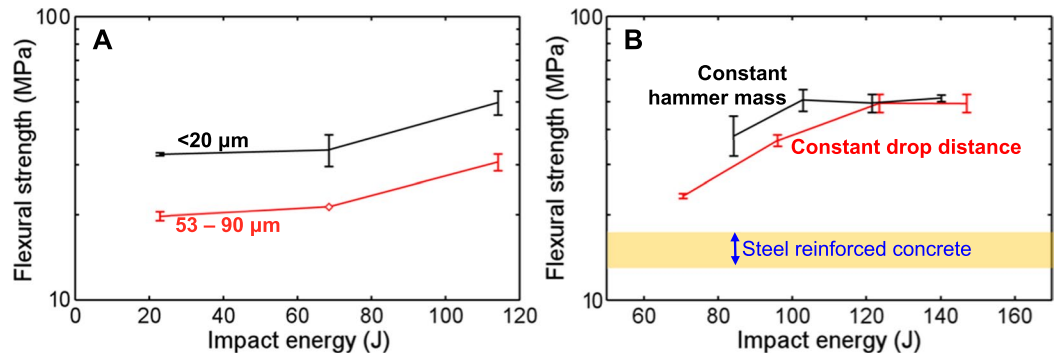 A
100
10
Flexural strength (MPa)
<20 µm
53 – 90 µm
0 20 40 60 80 100 120
Impact energy (J)
B
100
10
Flexural strength (MPa)
Constant
hammer mass
Constant drop distance
Steel reinforced concrete
60 80 100 120 140 160
Impact energy (J)